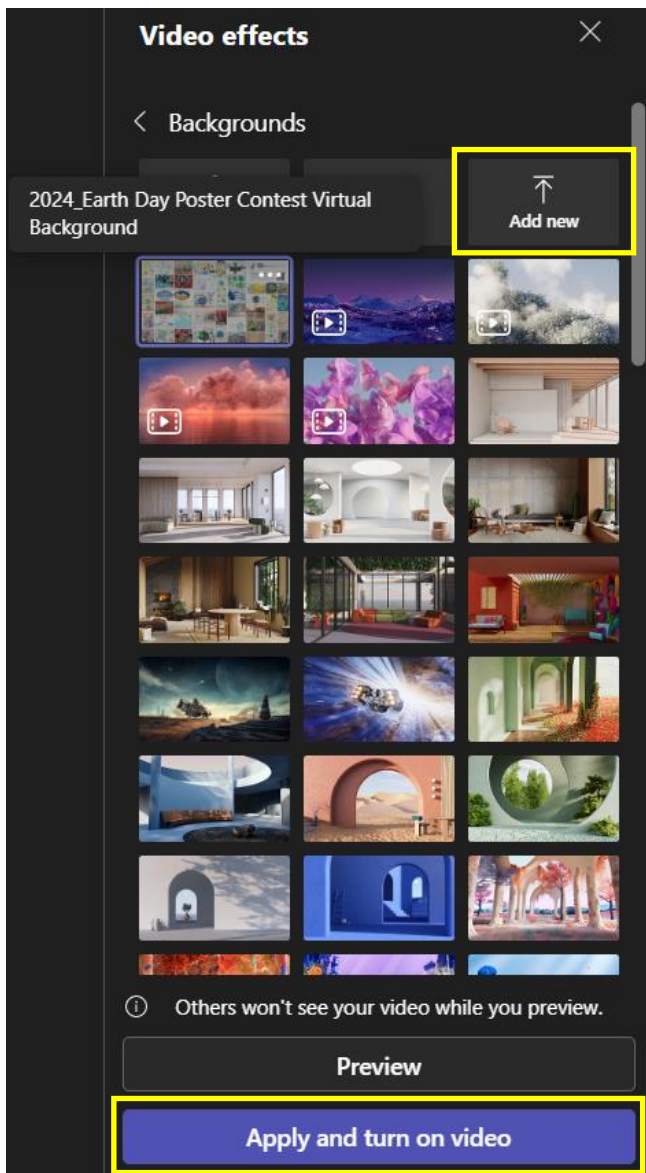 Video effects
Backgrounds
2024_Earth Day Poster Contest Virtual
Background
Add new
Others won't see your video while you preview.
Preview
Apply and turn on video